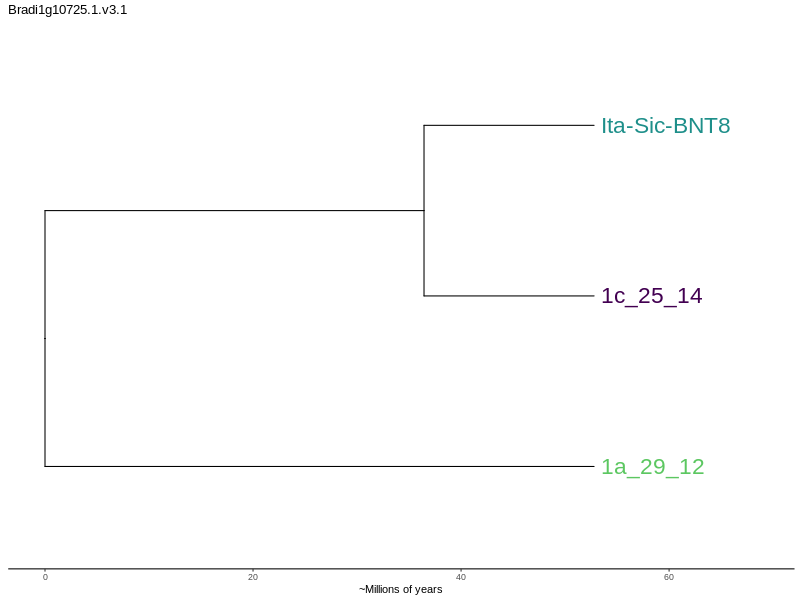 Bradi1g10725.1.v3.1
Ita-Sic-BNT8
1c_25_14
1a_29_12
0 20 40 60
~Millions of years